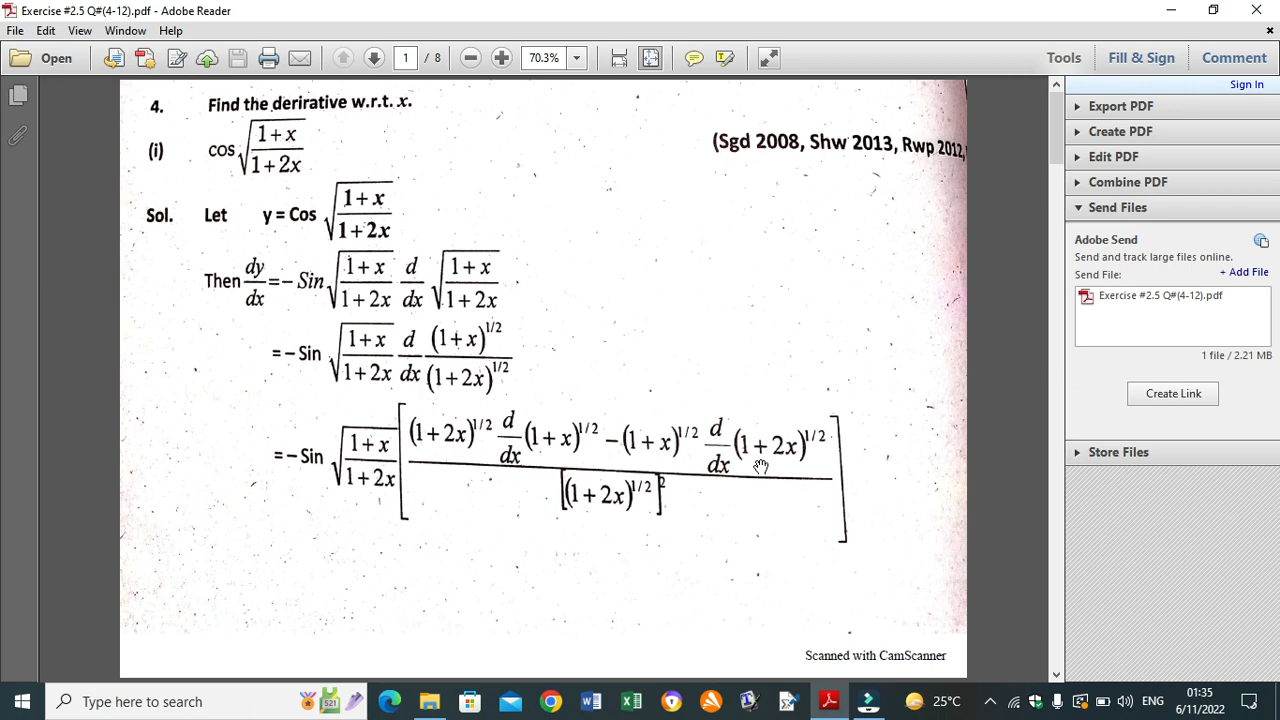 Exercise #2.5 Q#(4-12).pdf - Adobe Reader
File Edit View Window Help
Open 1 / 8 70.3% Tools Fill & Sign Comment
Sign In
Export PDF
Create PDF
Edit PDF
Combine PDF
Send Files
Adobe Send
Send and track large files online.
Send File: + Add File
Exercise #2.5 Q#(4-12).pdf
1 file / 2.21 MB
Create Link
Store Files
4. Find the derirative w.r.t. x.
(i) cos √((1+x)/(1+2x)) (Sgd 2008, Shw 2013, Rwp 2012,
Sol. Let y = Cos √((1+x)/(1+2x))
Then dy/dx = – Sin √((1+x)/(1+2x)) d/dx √((1+x)/(1+2x))
= – Sin √((1+x)/(1+2x)) d/dx (1+x)^1/2 / (1+2x)^1/2
= – Sin √((1+x)/(1+2x)) [ ((1+2x)^1/2 d/dx (1+x)^1/2 – (1+x)^1/2 d/dx (1+2x)^1/2) / [(1+2x)^1/2]^2 ]
Scanned with CamScanner
Type here to search 521 25°C ENG 01:35
6/11/2022